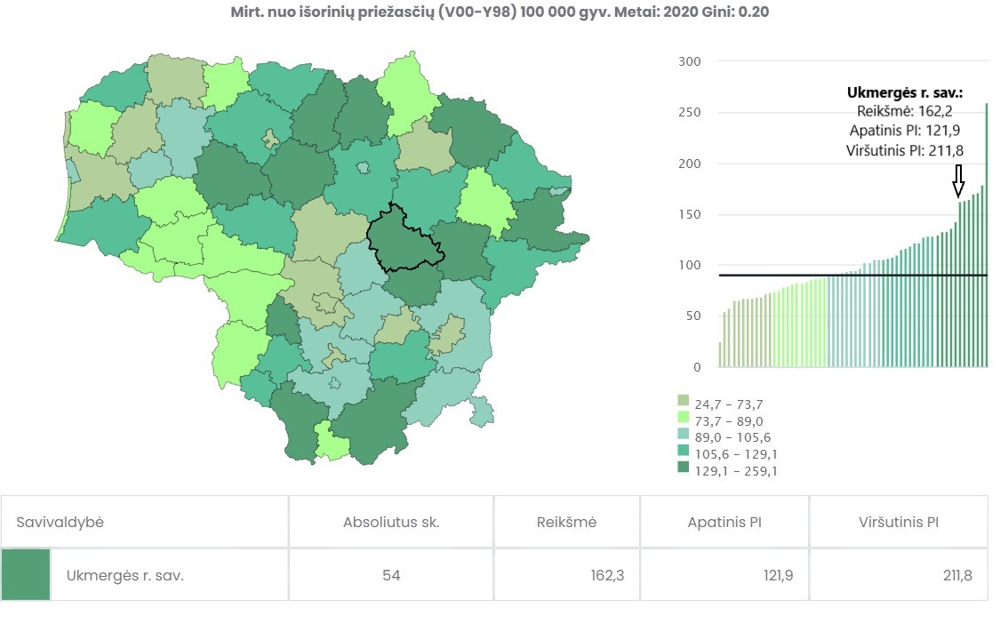 Mirt. nuo išorinių priežasčių (V00-Y98) 100 000 gyv. Metai: 2020 Gini: 0.20
300
250
200
150
100
50
0
Ukmergės r. sav.:
Reikšmė: 162,2
Apatinis PI: 121,9
Viršutinis PI: 211,8
24,7 - 73,7
73,7 - 89,0
89,0 - 105,6
105,6 - 129,1
129,1 - 259,1
Savivaldybė Absoliutus sk. Reikšmė Apatinis PI Viršutinis PI
Ukmergės r. sav. 54 162,3 121,9 211,8